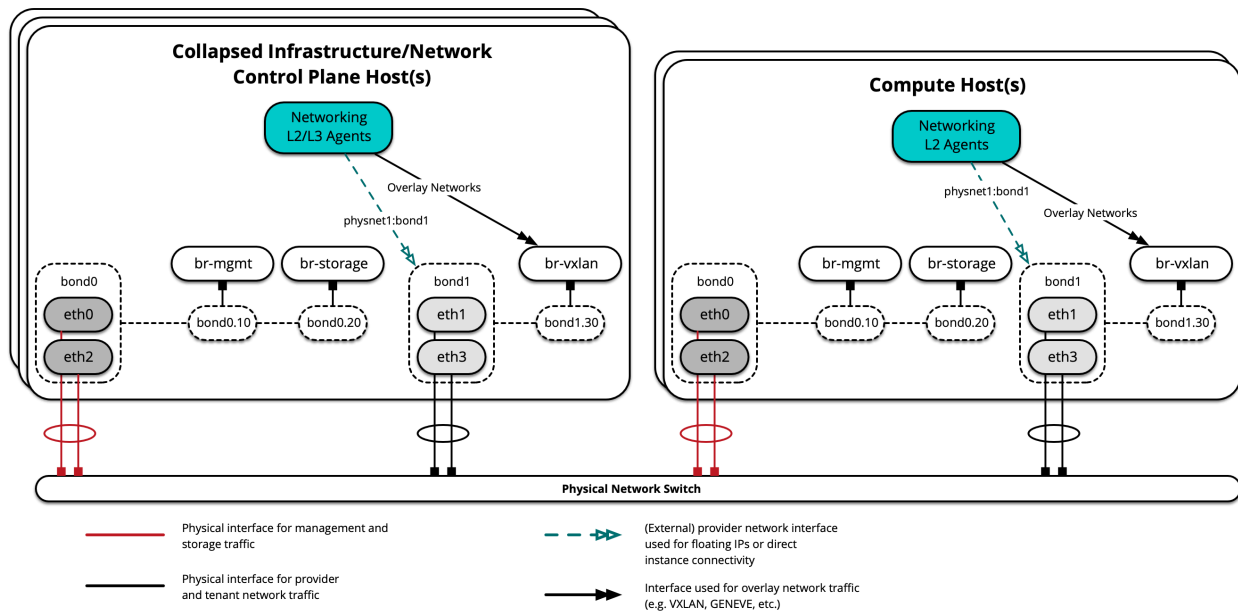 Collapsed Infrastructure/Network
Control Plane Host(s)
Networking
L2/L3 Agents
Overlay Networks
physnet1:bond1
br-mgmt
br-storage
br-vxlan
bond0
eth0
eth2
bond0.10
bond0.20
bond1
eth1
eth3
bond1.30
Compute Host(s)
Networking
L2 Agents
physnet1:bond1
Overlay Networks
br-mgmt
br-storage
br-vxlan
bond0
eth0
eth2
bond0.10
bond0.20
bond1
eth1
eth3
bond1.30
Physical Network Switch
Physical interface for management and
storage traffic
Physical interface for provider
and tenant network traffic
(External) provider network interface
used for floating IPs or direct
instance connectivity
Interface used for overlay network traffic
(e.g. VXLAN, GENEVE, etc.)